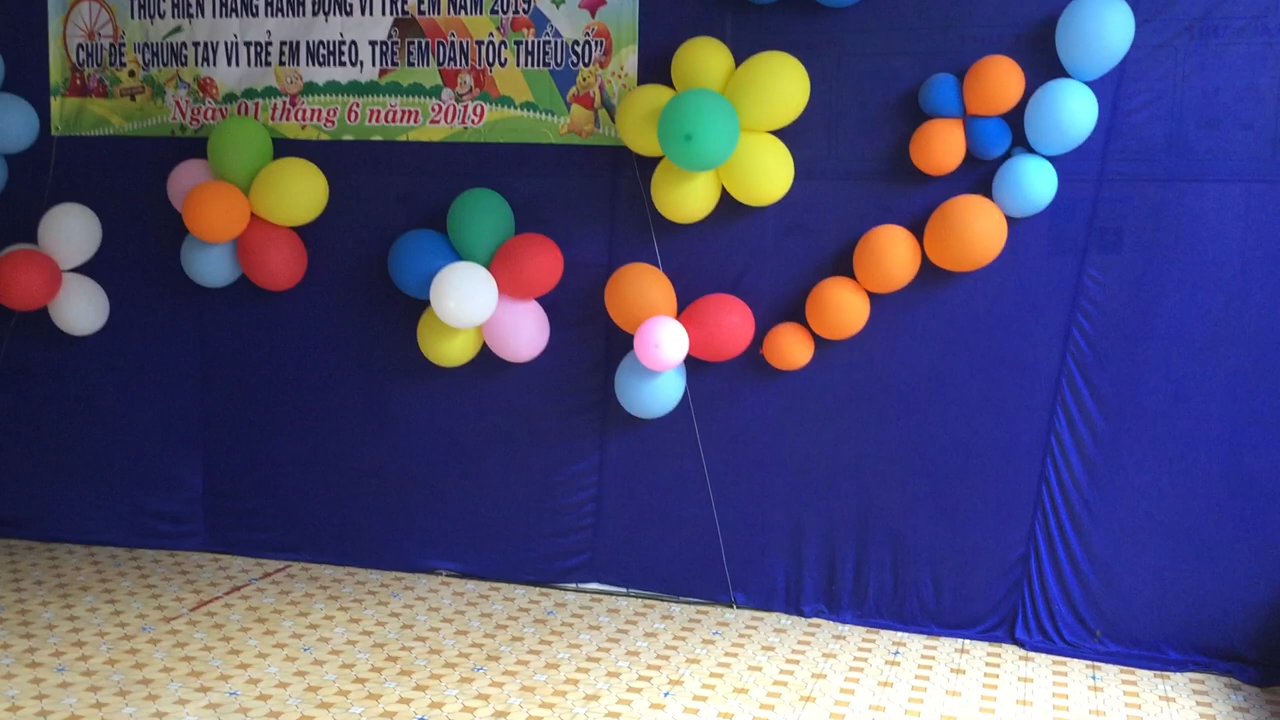 THỰC HIỆN THÁNG HÀNH ĐỘNG VÌ TRẺ EM NĂM 2019
CHỦ ĐỀ "CHUNG TAY VÌ TRẺ EM NGHÈO, TRẺ EM DÂN TỘC THIỂU SỐ"
Ngày 01 tháng 6 năm 2019